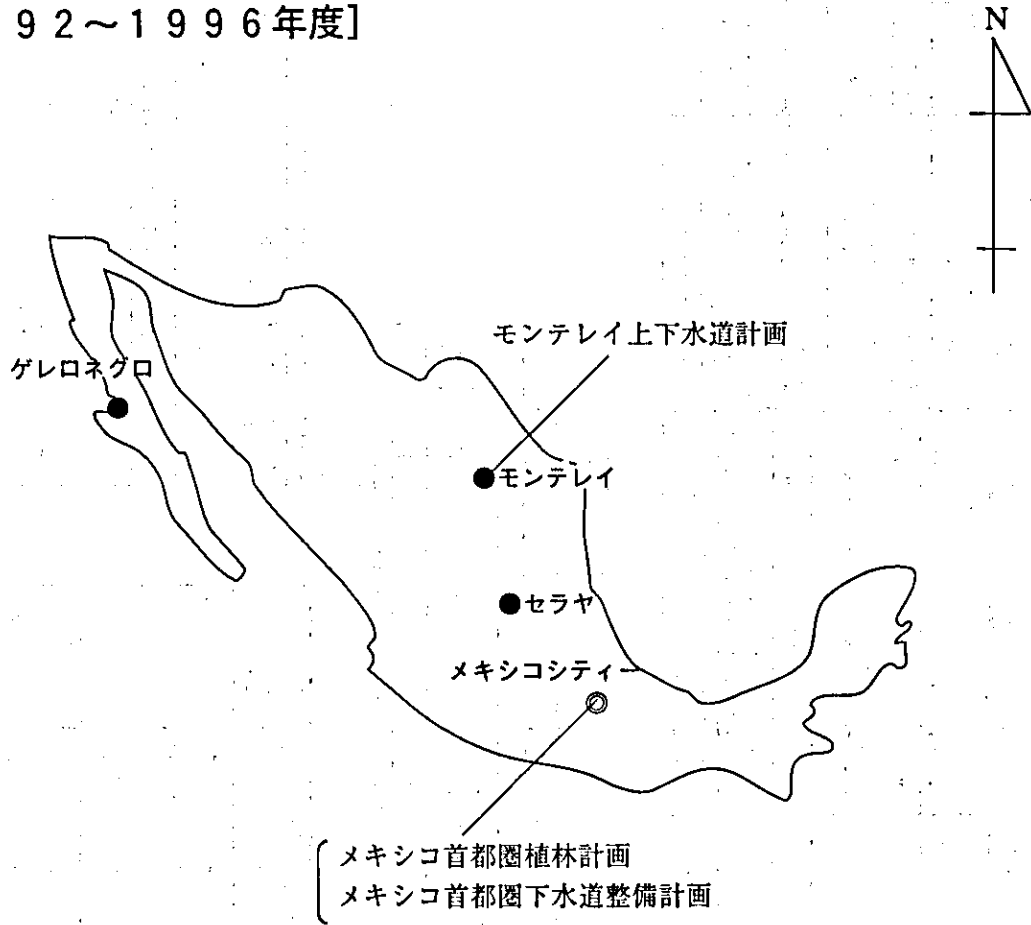 92～1996年度]
N
モンテレイ上下水道計画
ゲレロネグロ
モンテレイ
セラヤ
メキシコシティ
メキシコ首都圏植林計画
メキシコ首都圏下水道整備計画